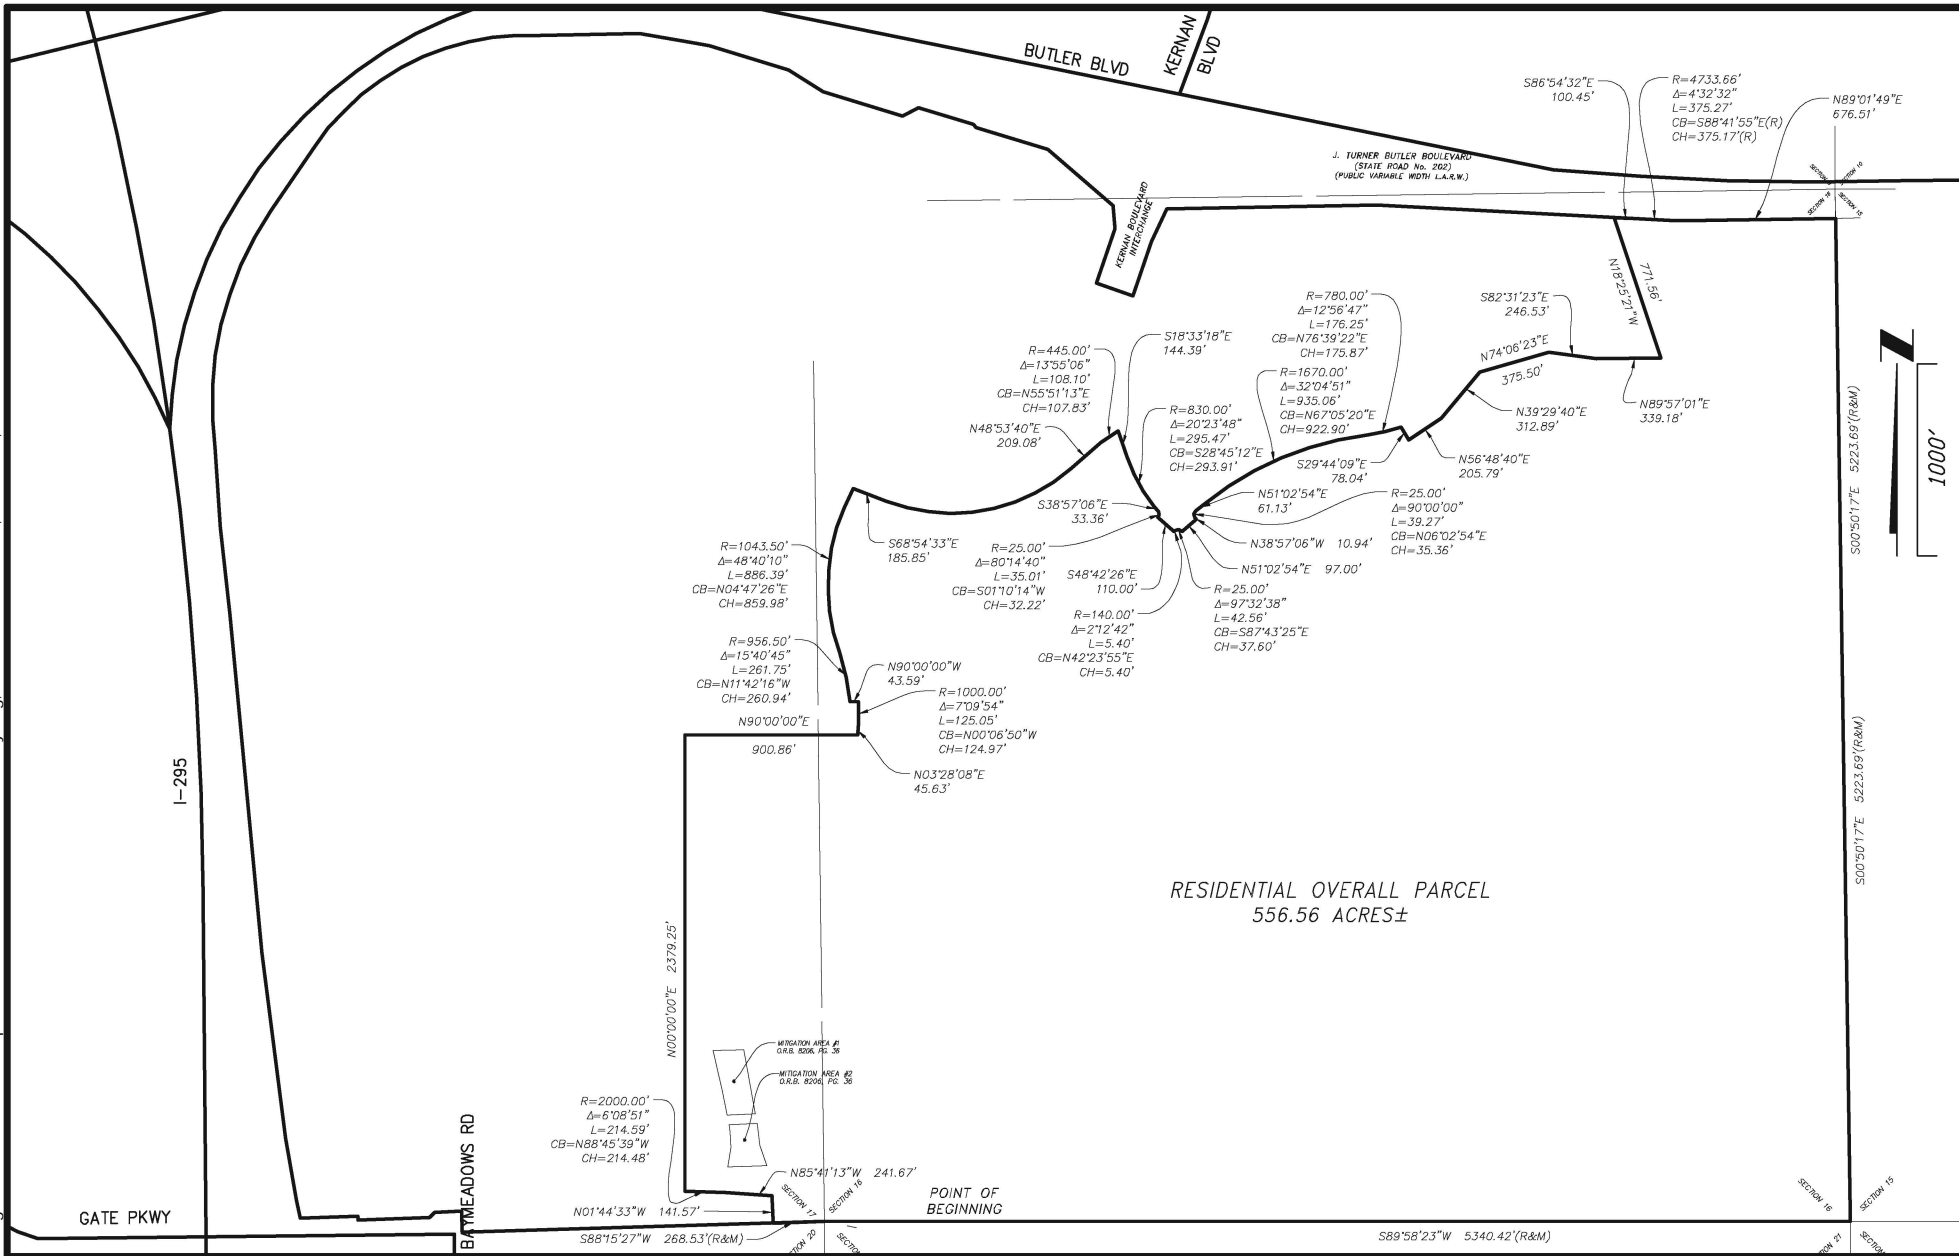 BUTLER BLVD
KERNAN
BLVD
S86°54'32"E
100.45'
R=4733.66'
Δ=4°32'32"
L=375.27'
CB=S88°41'55"E(R)
CH=375.17'(R)
N89°01'49"E
676.51'
J. TURNER BUTLER BOULEVARD
(STATE ROAD No. 202)
(PUBLIC VARIABLE WIDTH L.A.R.W.)
SECTION 10
SECTION 16
SECTION 15
KERNAN BOULEVARD
INTERCHANGE
N18°25'21"W
771.56'
R=780.00'
Δ=12°56'47"
L=176.25'
CB=N76°39'22"E
CH=175.87'
S82°31'23"E
246.53'
N74°06'23"E
375.50'
S18°33'18"E
144.39'
R=445.00'
Δ=13°55'06"
L=108.10'
CB=N55°51'13"E
CH=107.83'
R=1670.00'
Δ=32°04'51"
L=935.06'
CB=N67°05'20"E
CH=922.90'
N89°57'01"E
339.18'
N39°29'40"E
312.89'
R=830.00'
Δ=20°23'48"
L=295.47'
CB=S28°45'12"E
CH=293.91'
N48°53'40"E
209.08'
N56°48'40"E
205.79'
S29°44'09"E
78.04'
N51°02'54"E
61.13'
R=25.00'
Δ=90°00'00"
L=39.27'
CB=N06°02'54"E
CH=35.36'
S38°57'06"E
33.36'
S68°54'33"E
185.85'
N38°57'06"W 10.94'
N51°02'54"E 97.00'
R=25.00'
Δ=80°14'40"
L=35.01'
CB=S01°10'14"W
CH=32.22'
S48°42'26"E
110.00'
R=1043.50'
Δ=48°40'10"
L=886.39'
CB=N04°47'26"E
CH=859.98'
R=25.00'
Δ=97°32'38"
L=42.56'
CB=S87°43'25"E
CH=37.60'
R=140.00'
Δ=2°12'42"
L=5.40'
CB=N42°23'55"E
CH=5.40'
R=956.50'
Δ=15°40'45"
L=261.75'
CB=N11°42'16"W
CH=260.94'
N90°00'00"W
43.59'
R=1000.00'
Δ=7°09'54"
L=125.05'
CB=N00°06'50"W
CH=124.97'
N90°00'00"E
900.86'
N03°28'08"E
45.63'
S00°50'17"E 5223.69'(R&M)
S00°50'17"E 5223.69'(R&M)
1000'
I-295
RESIDENTIAL OVERALL PARCEL
556.56 ACRES±
N00°00'00"E 2379.25'
MITIGATION AREA #1
O.R.B. 8206, PG. 36
MITIGATION AREA #2
O.R.B. 8206, PG. 36
R=2000.00'
Δ=6°08'51"
L=214.59'
CB=N88°45'39"W
CH=214.48'
N85°41'13"W 241.67'
BAYMEADOWS RD
GATE PKWY
N01°44'33"W 141.57'
S88°15'27"W 268.53'(R&M)
SECTION 17
SECTION 16
POINT OF
BEGINNING
S89°58'23"W 5340.42'(R&M)
SECTION 16
SECTION 15